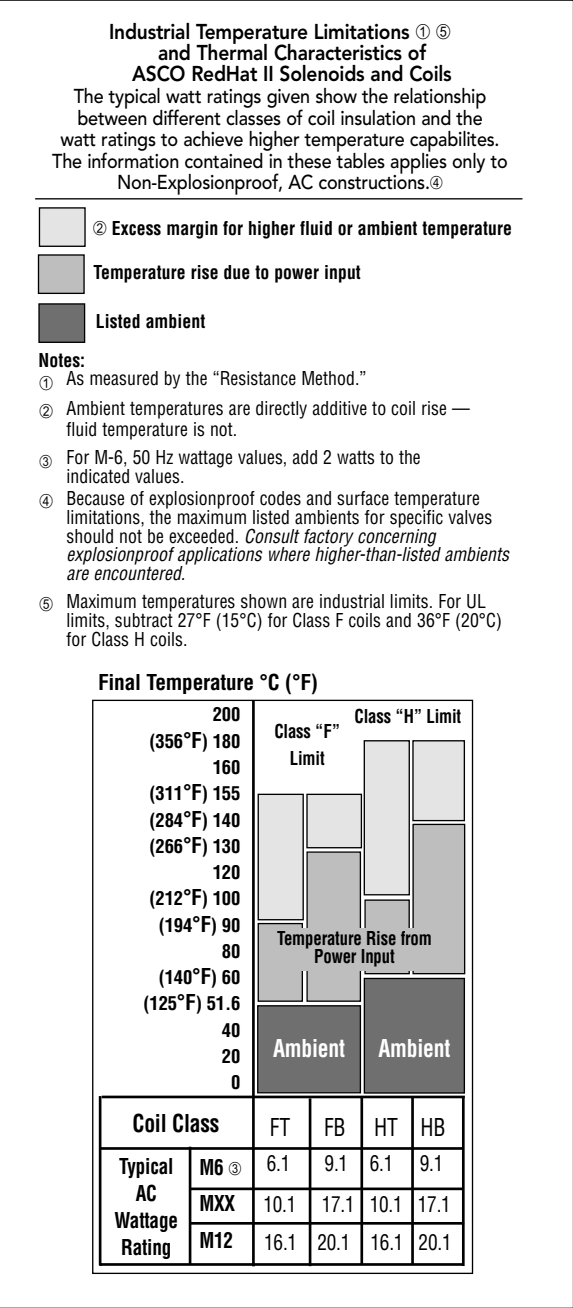 Industrial Temperature Limitations ① ⑤
and Thermal Characteristics of
ASCO RedHat II Solenoids and Coils
The typical watt ratings given show the relationship
between different classes of coil insulation and the
watt ratings to achieve higher temperature capabilites.
The information contained in these tables applies only to
Non-Explosionproof, AC constructions.④
② Excess margin for higher fluid or ambient temperature
Temperature rise due to power input
Listed ambient
Notes:
① As measured by the “Resistance Method.”
② Ambient temperatures are directly additive to coil rise —
fluid temperature is not.
③ For M-6, 50 Hz wattage values, add 2 watts to the
indicated values.
④ Because of explosionproof codes and surface temperature
limitations, the maximum listed ambients for specific valves
should not be exceeded. Consult factory concerning
explosionproof applications where higher-than-listed ambients
are encountered.
⑤ Maximum temperatures shown are industrial limits. For UL
limits, subtract 27°F (15°C) for Class F coils and 36°F (20°C)
for Class H coils.
Final Temperature °C (°F)
200
(356°F) 180
160
(311°F) 155
(284°F) 140
(266°F) 130
120
(212°F) 100
(194°F) 90
80
(140°F) 60
(125°F) 51.6
40
20
0
Class “F”
Limit
Class “H” Limit
Temperature Rise from
Power Input
Ambient Ambient
Coil Class FT FB HT HB
Typical
AC
Wattage
Rating
M6 ③ 6.1 9.1 6.1 9.1
MXX 10.1 17.1 10.1 17.1
M12 16.1 20.1 16.1 20.1